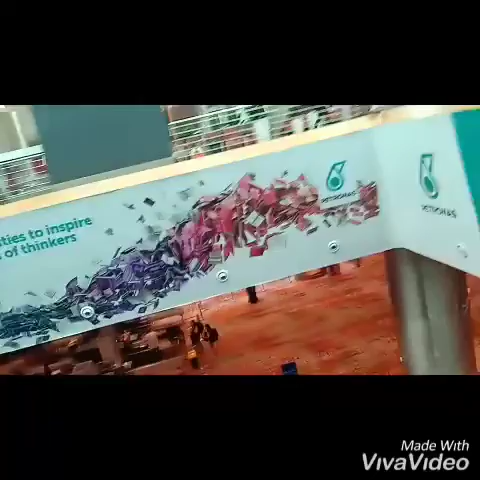 ties to inspire
of thinkers
PETRONAS
PETRONAS
Made With
VivaVideo